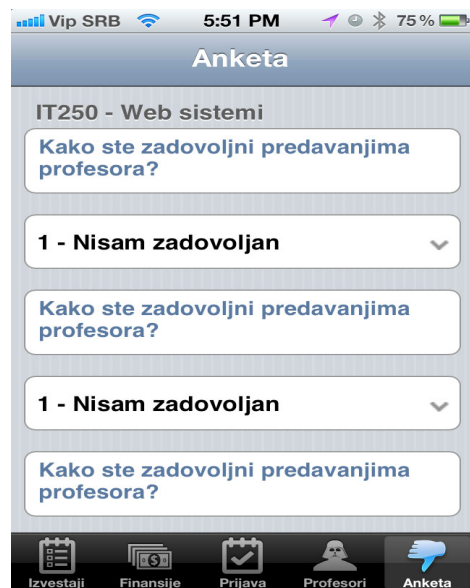 Vip SRB 5:51 PM 75%
Anketa
IT250 - Web sistemi
Kako ste zadovoljni predavanjima
profesora?
1 - Nisam zadovoljan
Kako ste zadovoljni predavanjima
profesora?
1 - Nisam zadovoljan
Kako ste zadovoljni predavanjima
profesora?
Izvestaji Finansije Prijava Profesori Anketa